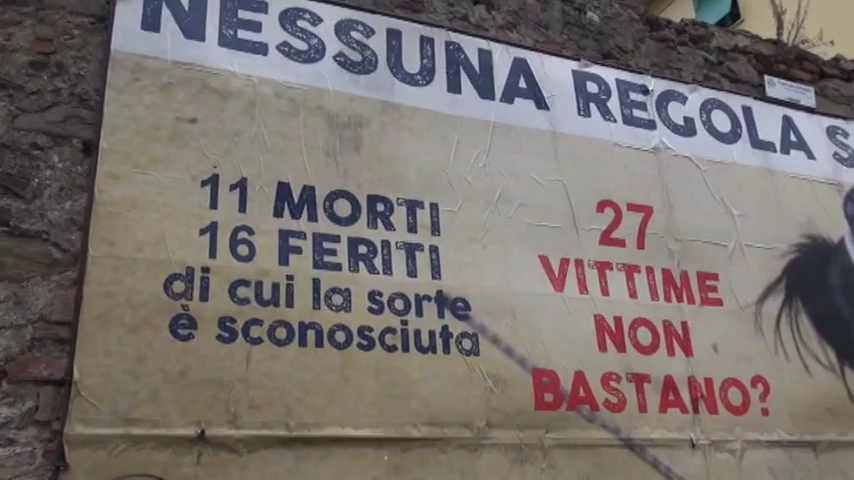 NESSUNA REGOLA S
11 MORTI
16 FERITI
di cui la sorte
è sconosciuta
27
VITTIME
NON
BASTANO?